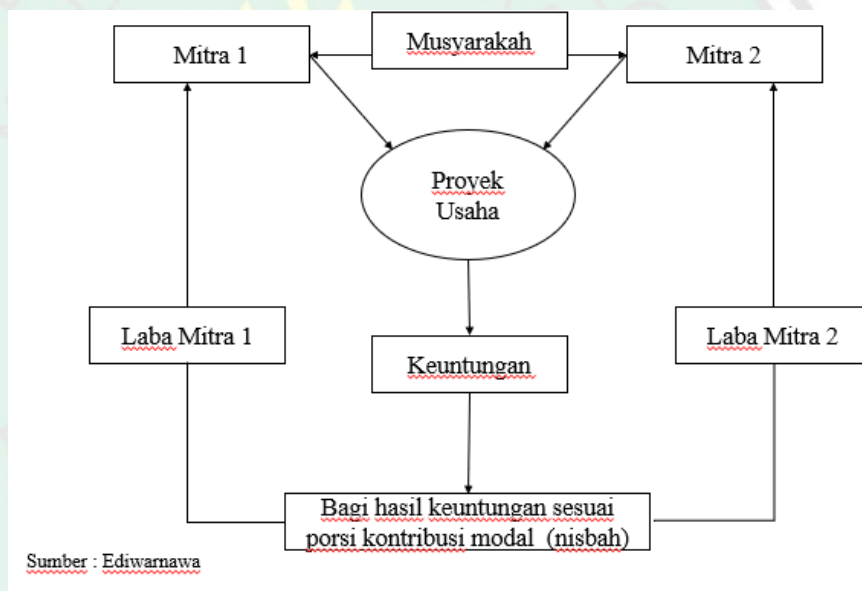 Mitra 1
Musyarakah
Mitra 2
Proyek
Usaha
Laba Mitra 1
Keuntungan
Laba Mitra 2
Bagi hasil keuntungan sesuai
porsi kontribusi modal (nisbah)
Sumber : Ediwarnawa